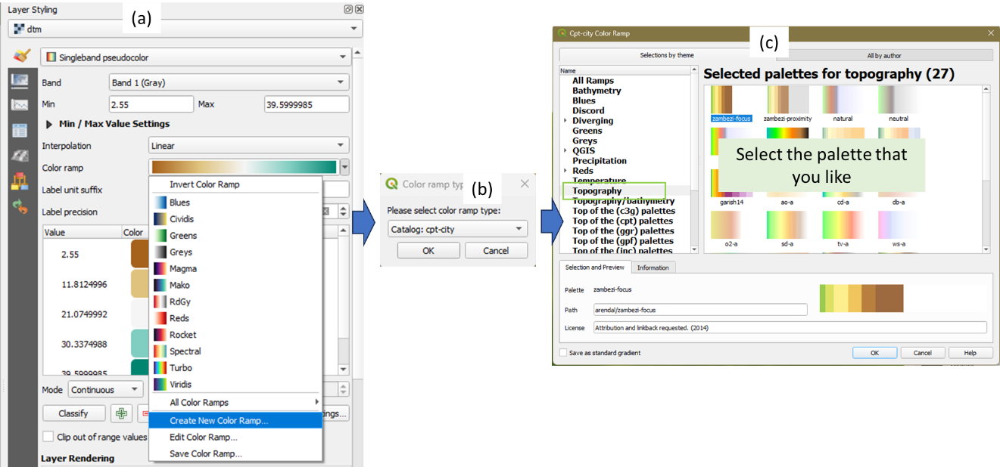 Layer Styling
(a)
dtm
Singleband pseudocolor
Band Band 1 (Gray)
Min 2.55 Max 39.5999985
Min / Max Value Settings
Interpolation Linear
Color ramp
Label unit suffix
Label precision
Value Color
2.55
11.8124996
21.0749992
30.3374988
39.5999985
Mode Continuous
Classify
ings...
Clip out of range values
Layer Rendering
Invert Color Ramp
Blues
Cividis
Greens
Greys
Magma
Mako
RdGy
Reds
Rocket
Spectral
Turbo
Viridis
All Color Ramps
Create New Color Ramp...
Edit Color Ramp...
Save Color Ramp...
(b)
Color ramp typ
Please select color ramp type:
Catalog: cpt-city
OK Cancel
(c)
Cpt-city Color Ramp
Selections by theme All by author
Name
All Ramps
Bathymetry
Blues
Discord
Diverging
Greens
Greys
QGIS
Precipitation
Reds
Temperature
Topography
Topography/bathymetry
Top of the (c3g) palettes
Top of the (cpt) palettes
Top of the (ggr) palettes
Top of the (gpf) palettes
Top of the (inc) palettes
Selected palettes for topography (27)
zambezi-focus zambezi-proximity natural neutral
Select the palette that
you like
garish14 ao-a cd-a db-a
o2-a sd-a tv-a ws-a
Selection and Preview Information
Palette zambezi-focus
Path arendal/zambezi-focus
License Attribution and linkback requested. (2014)
Save as standard gradient
OK Cancel Help